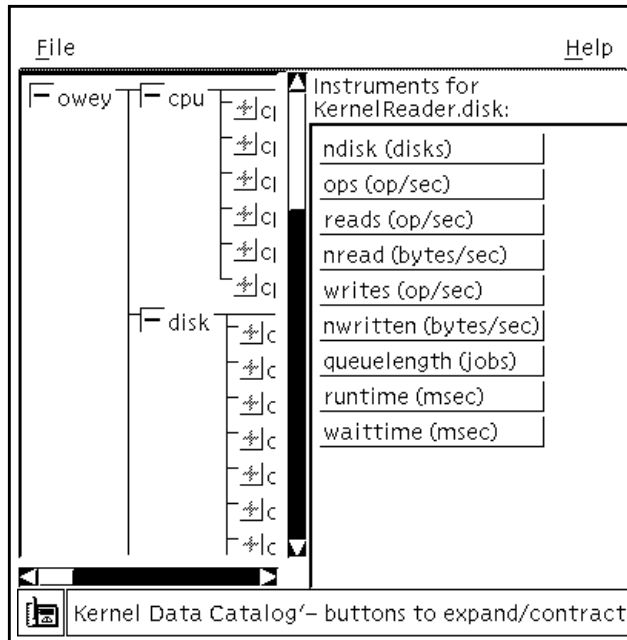 File
Help
owey
cpu
disk
Instruments for
KernelReader.disk:
ndisk (disks)
ops (op/sec)
reads (op/sec)
nread (bytes/sec)
writes (op/sec)
nwritten (bytes/sec)
queuelength (jobs)
runtime (msec)
waittime (msec)
Kernel Data Catalog′– buttons to expand/contract